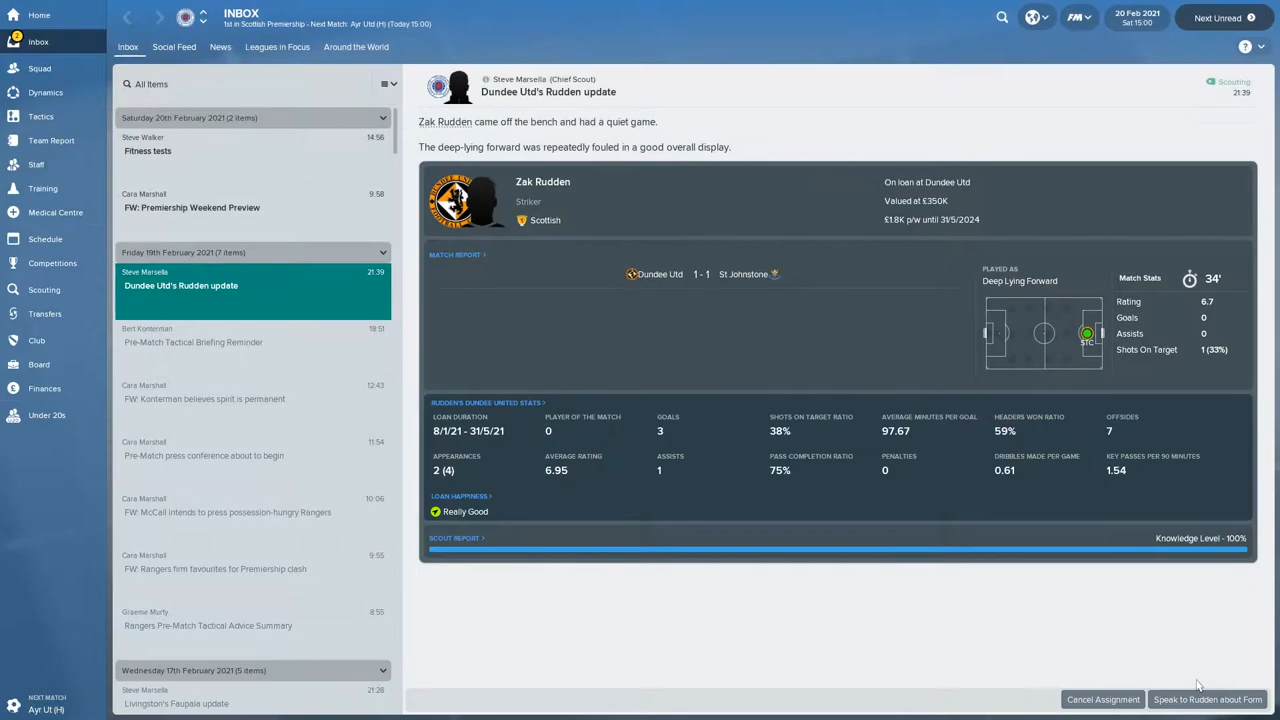 Home
2
Inbox
Squad
Dynamics
Tactics
Team Report
Staff
Training
Medical Centre
Schedule
Competitions
Scouting
Transfers
Club
Board
Finances
Under 20s
NEXT MATCH
Ayr Ut (H)
INBOX
1st in Scottish Premiership - Next Match: Ayr Utd (H) (Today 15:00)
FM
20 Feb 2021
Sat 15:00
Next Unread
Inbox Social Feed News Leagues in Focus Around the World
?
All Items
Saturday 20th February 2021 (2 items)
Steve Walker 14:56
Fitness tests
Cara Marshall 9:58
FW: Premiership Weekend Preview
Friday 19th February 2021 (7 items)
Steve Marsella 21:39
Dundee Utd's Rudden update
Bert Konterman 18:51
Pre-Match Tactical Briefing Reminder
Cara Marshall 12:43
FW: Konterman believes spirit is permanent
Cara Marshall 11:54
Pre-Match press conference about to begin
Cara Marshall 10:06
FW: McCall intends to press possession-hungry Rangers
Cara Marshall 9:55
FW: Rangers firm favourites for Premiership clash
Graeme Murty 8:55
Rangers Pre-Match Tactical Advice Summary
Wednesday 17th February 2021 (5 items)
Steve Marsella 21:28
Livingston's Faupala update
Steve Marsella (Chief Scout)
Dundee Utd's Rudden update
Scouting
21:39
Zak Rudden came off the bench and had a quiet game.
The deep-lying forward was repeatedly fouled in a good overall display.
Zak Rudden
Striker
Scottish
On loan at Dundee Utd
Valued at £350K
£1.8K p/w until 31/5/2024
MATCH REPORT >
Dundee Utd 1 - 1 St Johnstone
PLAYED AS
Deep Lying Forward
STC
Match Stats 34'
Rating 6.7
Goals 0
Assists 0
Shots On Target 1 (33%)
RUDDEN'S DUNDEE UNITED STATS >
LOAN DURATION PLAYER OF THE MATCH GOALS SHOTS ON TARGET RATIO AVERAGE MINUTES PER GOAL HEADERS WON RATIO OFFSIDES
8/1/21 - 31/5/21 0 3 38% 97.67 59% 7
APPEARANCES AVERAGE RATING ASSISTS PASS COMPLETION RATIO PENALTIES DRIBBLES MADE PER GAME KEY PASSES PER 90 MINUTES
2 (4) 6.95 1 75% 0 0.61 1.54
LOAN HAPPINESS >
Really Good
SCOUT REPORT >
Knowledge Level - 100%
Cancel Assignment
Speak to Rudden about Form